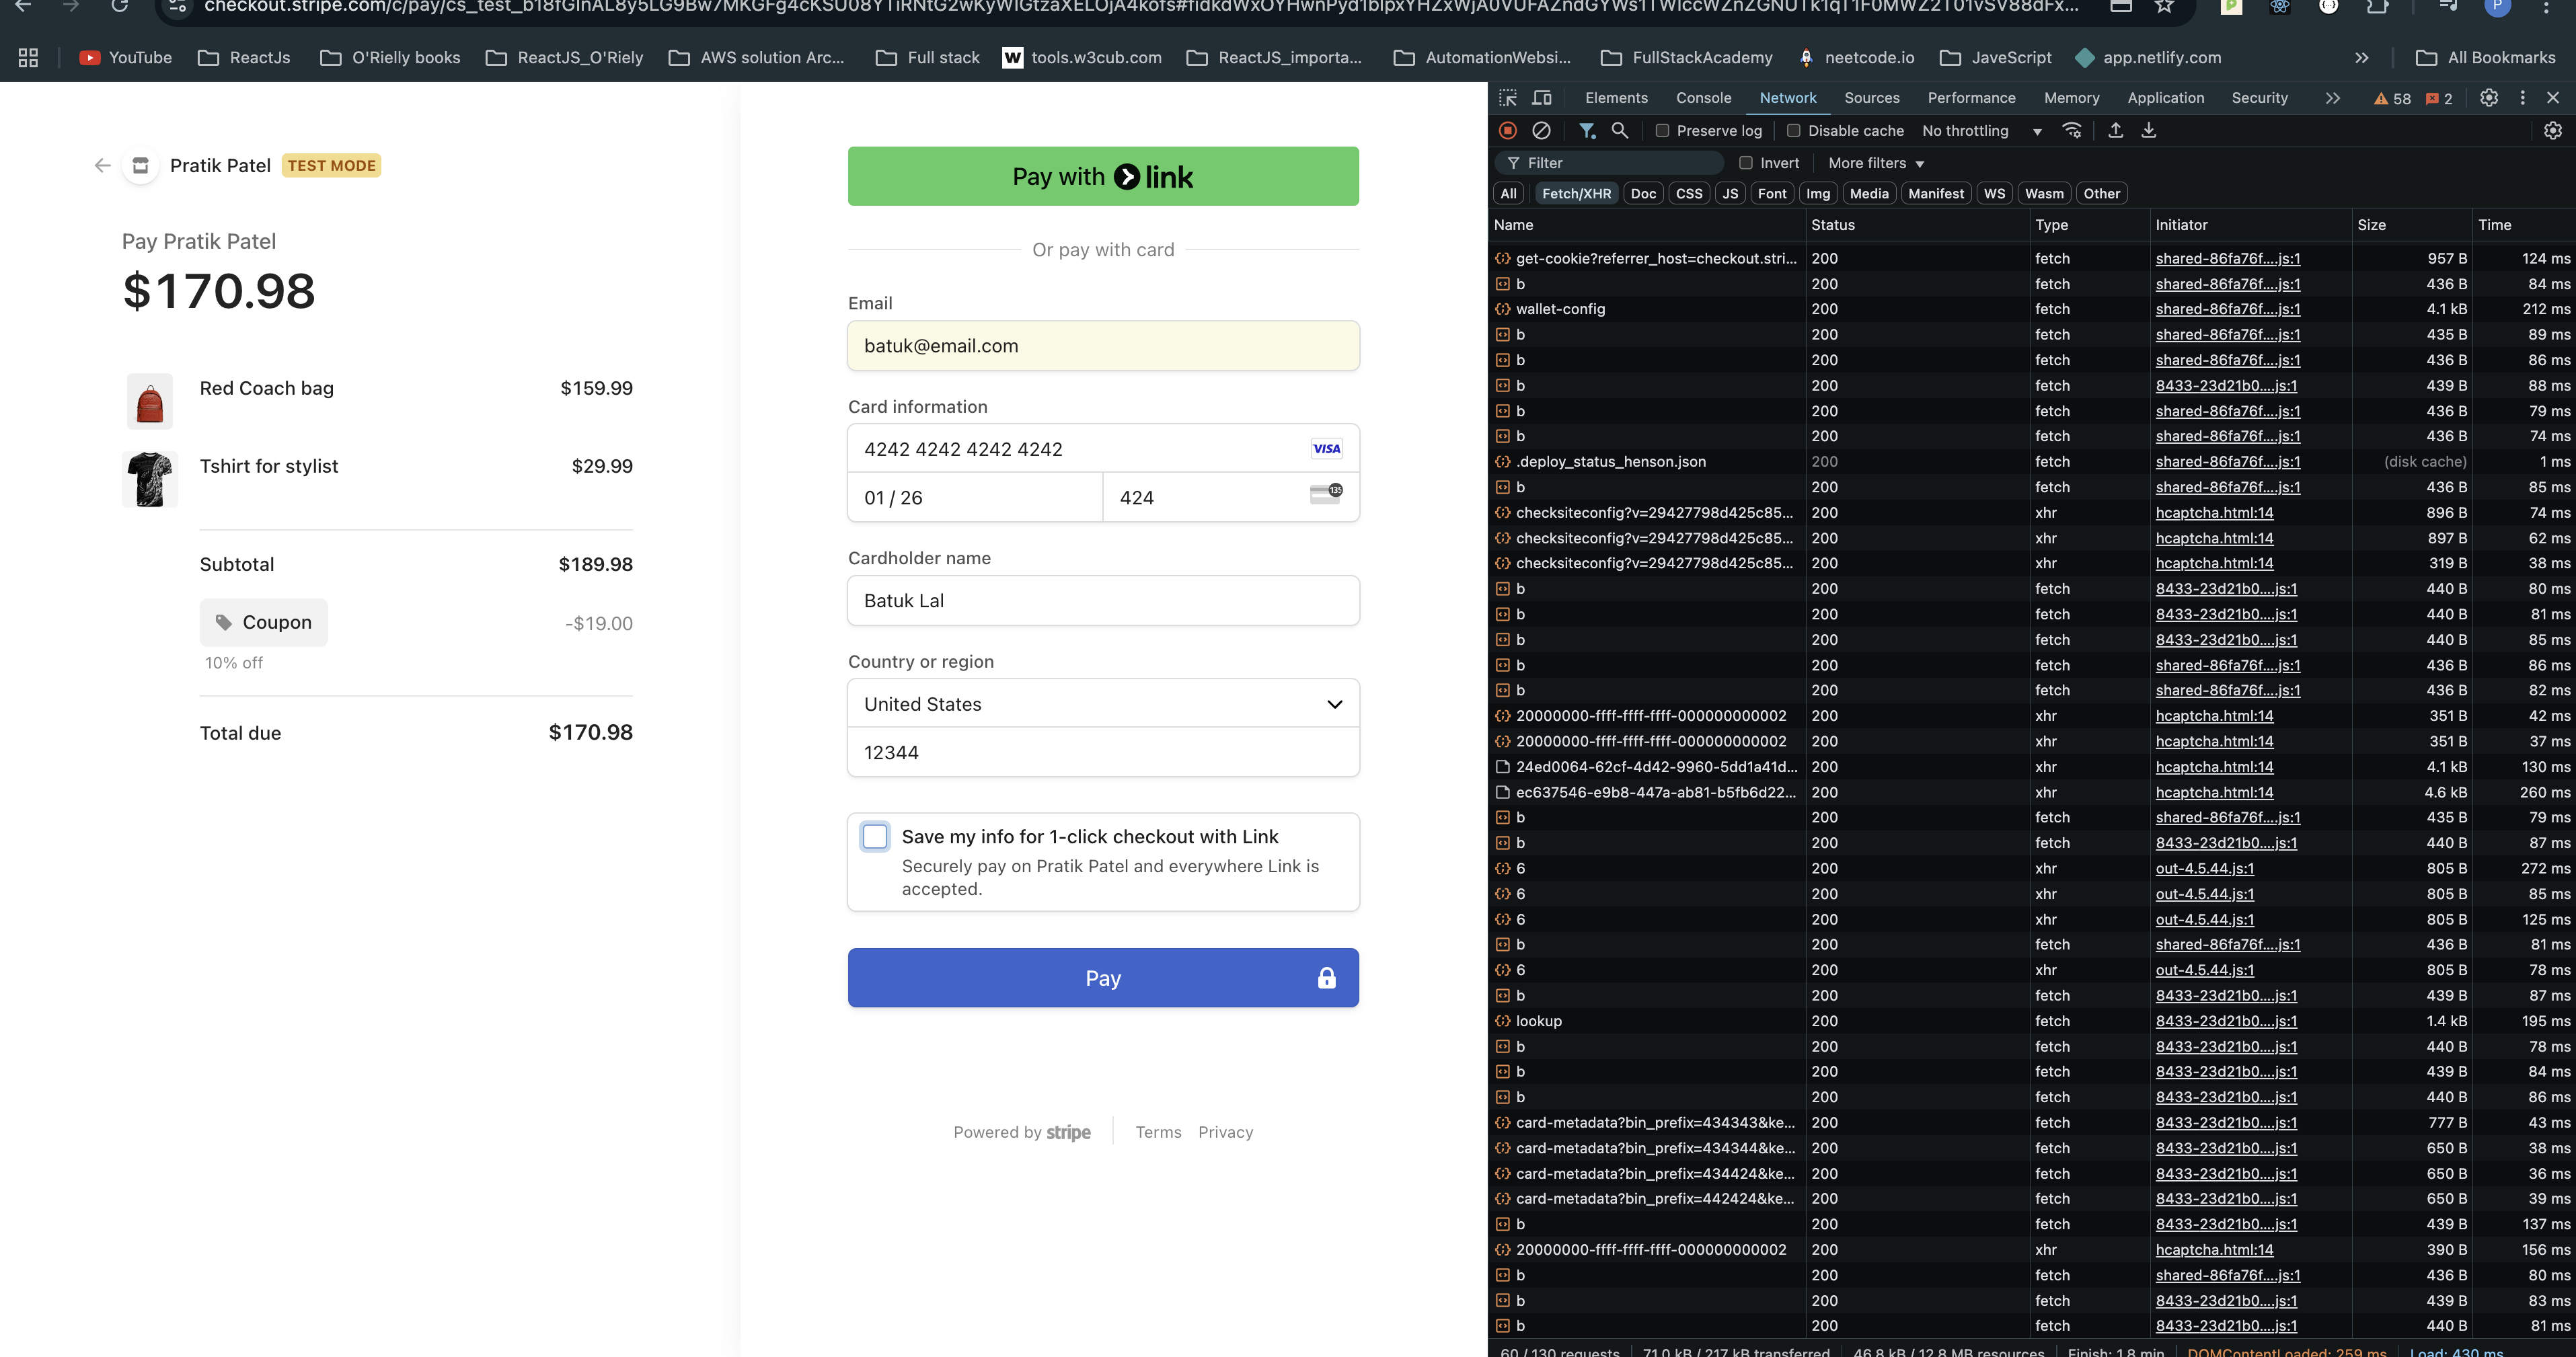 YouTube ReactJs O'Rielly books ReactJS_O'Riely AWS solution Arc... Full stack tools.w3cub.com ReactJS_importa... AutomationWebsi... FullStackAcademy neetcode.io JaveScript app.netlify.com All Bookmarks
Pratik Patel TEST MODE
Pay Pratik Patel
$170.98
Red Coach bag $159.99
Tshirt for stylist $29.99
Subtotal $189.98
Coupon -$19.00
10% off
Total due $170.98
Pay with link
Or pay with card
Email
batuk@email.com
Card information
4242 4242 4242 4242 VISA
01 / 26 424 135
Cardholder name
Batuk Lal
Country or region
United States
12344
Save my info for 1-click checkout with Link
Securely pay on Pratik Patel and everywhere Link is
accepted.
Pay
Powered by stripe Terms Privacy
Elements Console Network Sources Performance Memory Application Security 58 2
Preserve log Disable cache No throttling
Filter Invert More filters
All Fetch/XHR Doc CSS JS Font Img Media Manifest WS Wasm Other
Name Status Type Initiator Size Time
get-cookie?referrer_host=checkout.stri... 200 fetch shared-86fa76f....js:1 957 B 124 ms
b 200 fetch shared-86fa76f....js:1 436 B 84 ms
wallet-config 200 fetch shared-86fa76f....js:1 4.1 kB 212 ms
b 200 fetch shared-86fa76f....js:1 435 B 89 ms
b 200 fetch shared-86fa76f....js:1 436 B 86 ms
b 200 fetch 8433-23d21b0....js:1 439 B 88 ms
b 200 fetch shared-86fa76f....js:1 436 B 79 ms
b 200 fetch shared-86fa76f....js:1 436 B 74 ms
.deploy_status_henson.json 200 fetch shared-86fa76f....js:1 (disk cache) 1 ms
b 200 fetch shared-86fa76f....js:1 436 B 85 ms
checksiteconfig?v=29427798d425c85... 200 xhr hcaptcha.html:14 896 B 74 ms
checksiteconfig?v=29427798d425c85... 200 xhr hcaptcha.html:14 897 B 62 ms
checksiteconfig?v=29427798d425c85... 200 xhr hcaptcha.html:14 319 B 38 ms
b 200 fetch 8433-23d21b0....js:1 440 B 80 ms
b 200 fetch 8433-23d21b0....js:1 440 B 81 ms
b 200 fetch 8433-23d21b0....js:1 440 B 85 ms
b 200 fetch shared-86fa76f....js:1 436 B 86 ms
b 200 fetch shared-86fa76f....js:1 436 B 82 ms
20000000-ffff-ffff-ffff-000000000002 200 xhr hcaptcha.html:14 351 B 42 ms
20000000-ffff-ffff-ffff-000000000002 200 xhr hcaptcha.html:14 351 B 37 ms
24ed0064-62cf-4d42-9960-5dd1a41d... 200 xhr hcaptcha.html:14 4.1 kB 130 ms
ec637546-e9b8-447a-ab81-b5fb6d22... 200 xhr hcaptcha.html:14 4.6 kB 260 ms
b 200 fetch shared-86fa76f....js:1 435 B 79 ms
b 200 fetch 8433-23d21b0....js:1 440 B 87 ms
6 200 xhr out-4.5.44.js:1 805 B 272 ms
6 200 xhr out-4.5.44.js:1 805 B 85 ms
6 200 xhr out-4.5.44.js:1 805 B 125 ms
b 200 fetch shared-86fa76f....js:1 436 B 81 ms
6 200 xhr out-4.5.44.js:1 805 B 78 ms
b 200 fetch 8433-23d21b0....js:1 439 B 87 ms
lookup 200 fetch 8433-23d21b0....js:1 1.4 kB 195 ms
b 200 fetch 8433-23d21b0....js:1 440 B 78 ms
b 200 fetch 8433-23d21b0....js:1 439 B 84 ms
b 200 fetch 8433-23d21b0....js:1 440 B 86 ms
card-metadata?bin_prefix=434343&ke... 200 fetch 8433-23d21b0....js:1 777 B 43 ms
card-metadata?bin_prefix=434344&ke... 200 fetch 8433-23d21b0....js:1 650 B 38 ms
card-metadata?bin_prefix=434424&ke... 200 fetch 8433-23d21b0....js:1 650 B 36 ms
card-metadata?bin_prefix=442424&ke... 200 fetch 8433-23d21b0....js:1 650 B 39 ms
b 200 fetch 8433-23d21b0....js:1 439 B 137 ms
20000000-ffff-ffff-ffff-000000000002 200 xhr hcaptcha.html:14 390 B 156 ms
b 200 fetch shared-86fa76f....js:1 436 B 80 ms
b 200 fetch 8433-23d21b0....js:1 439 B 83 ms
b 200 fetch 8433-23d21b0....js:1 440 B 81 ms
60 / 130 requests 71.0 kB / 217 kB transferred 46.8 kB / 12.8 MB resources Finish: 1.8 min DOMContentLoaded: 259 ms Load: 430 ms